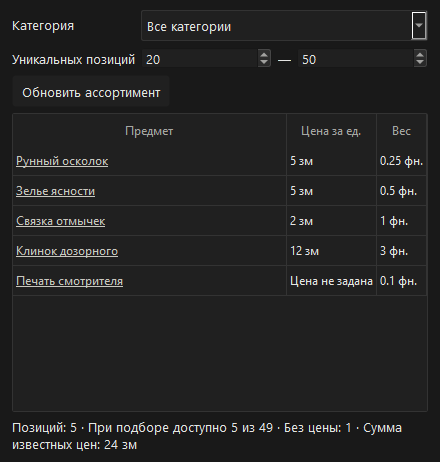 Категория Все категории
Уникальных позиций 20 — 50
Обновить ассортимент
Предмет Цена за ед. Вес
Рунный осколок 5 зм 0.25 фн.
Зелье ясности 5 зм 0.5 фн.
Связка отмычек 2 зм 1 фн.
Клинок дозорного 12 зм 3 фн.
Печать смотрителя Цена не задана 0.1 фн.
Позиций: 5 · При подборе доступно 5 из 49 · Без цены: 1 · Сумма
известных цен: 24 зм